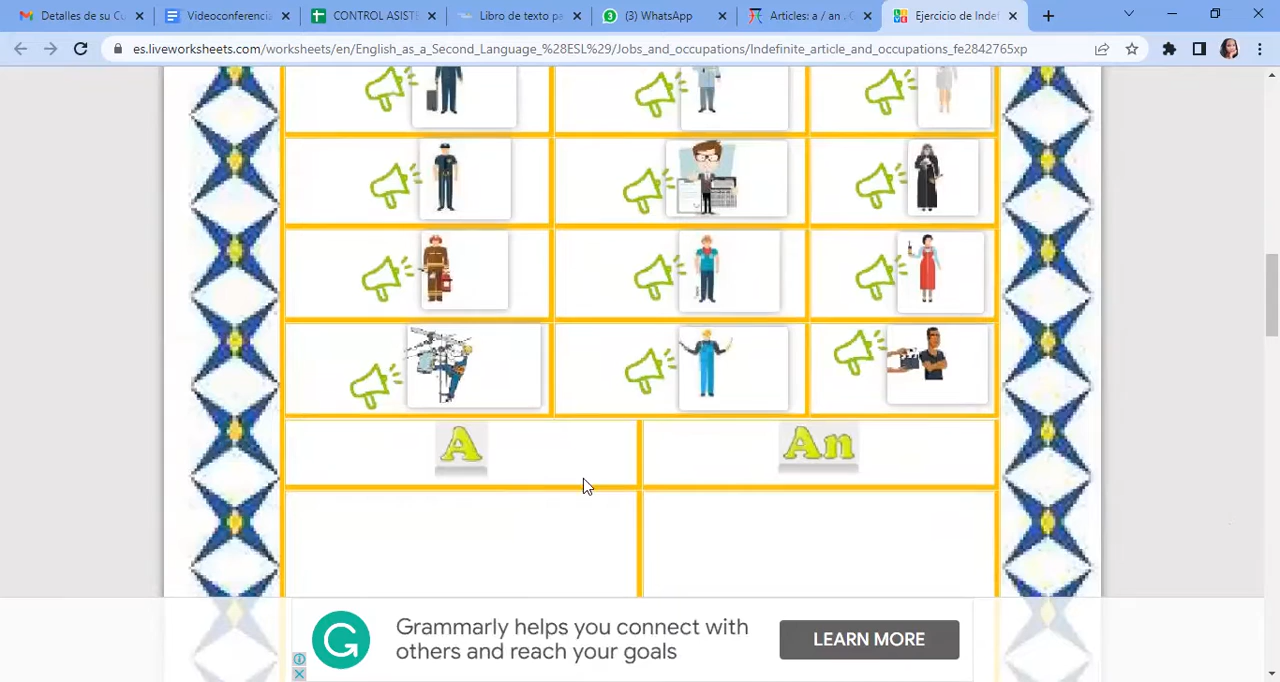 Detalles de su Cu
Videoconferencia
CONTROL ASIST
Libro de texto pa
(3) WhatsApp
Articles: a / an , G
Ejercicio de Indef
es.liveworksheets.com/worksheets/en/English_as_a_Second_Language_%28ESL%29/Jobs_and_occupations/Indefinite_article_and_occupations_fe2842765xp
A
An
Grammarly helps you connect with
others and reach your goals
LEARN MORE